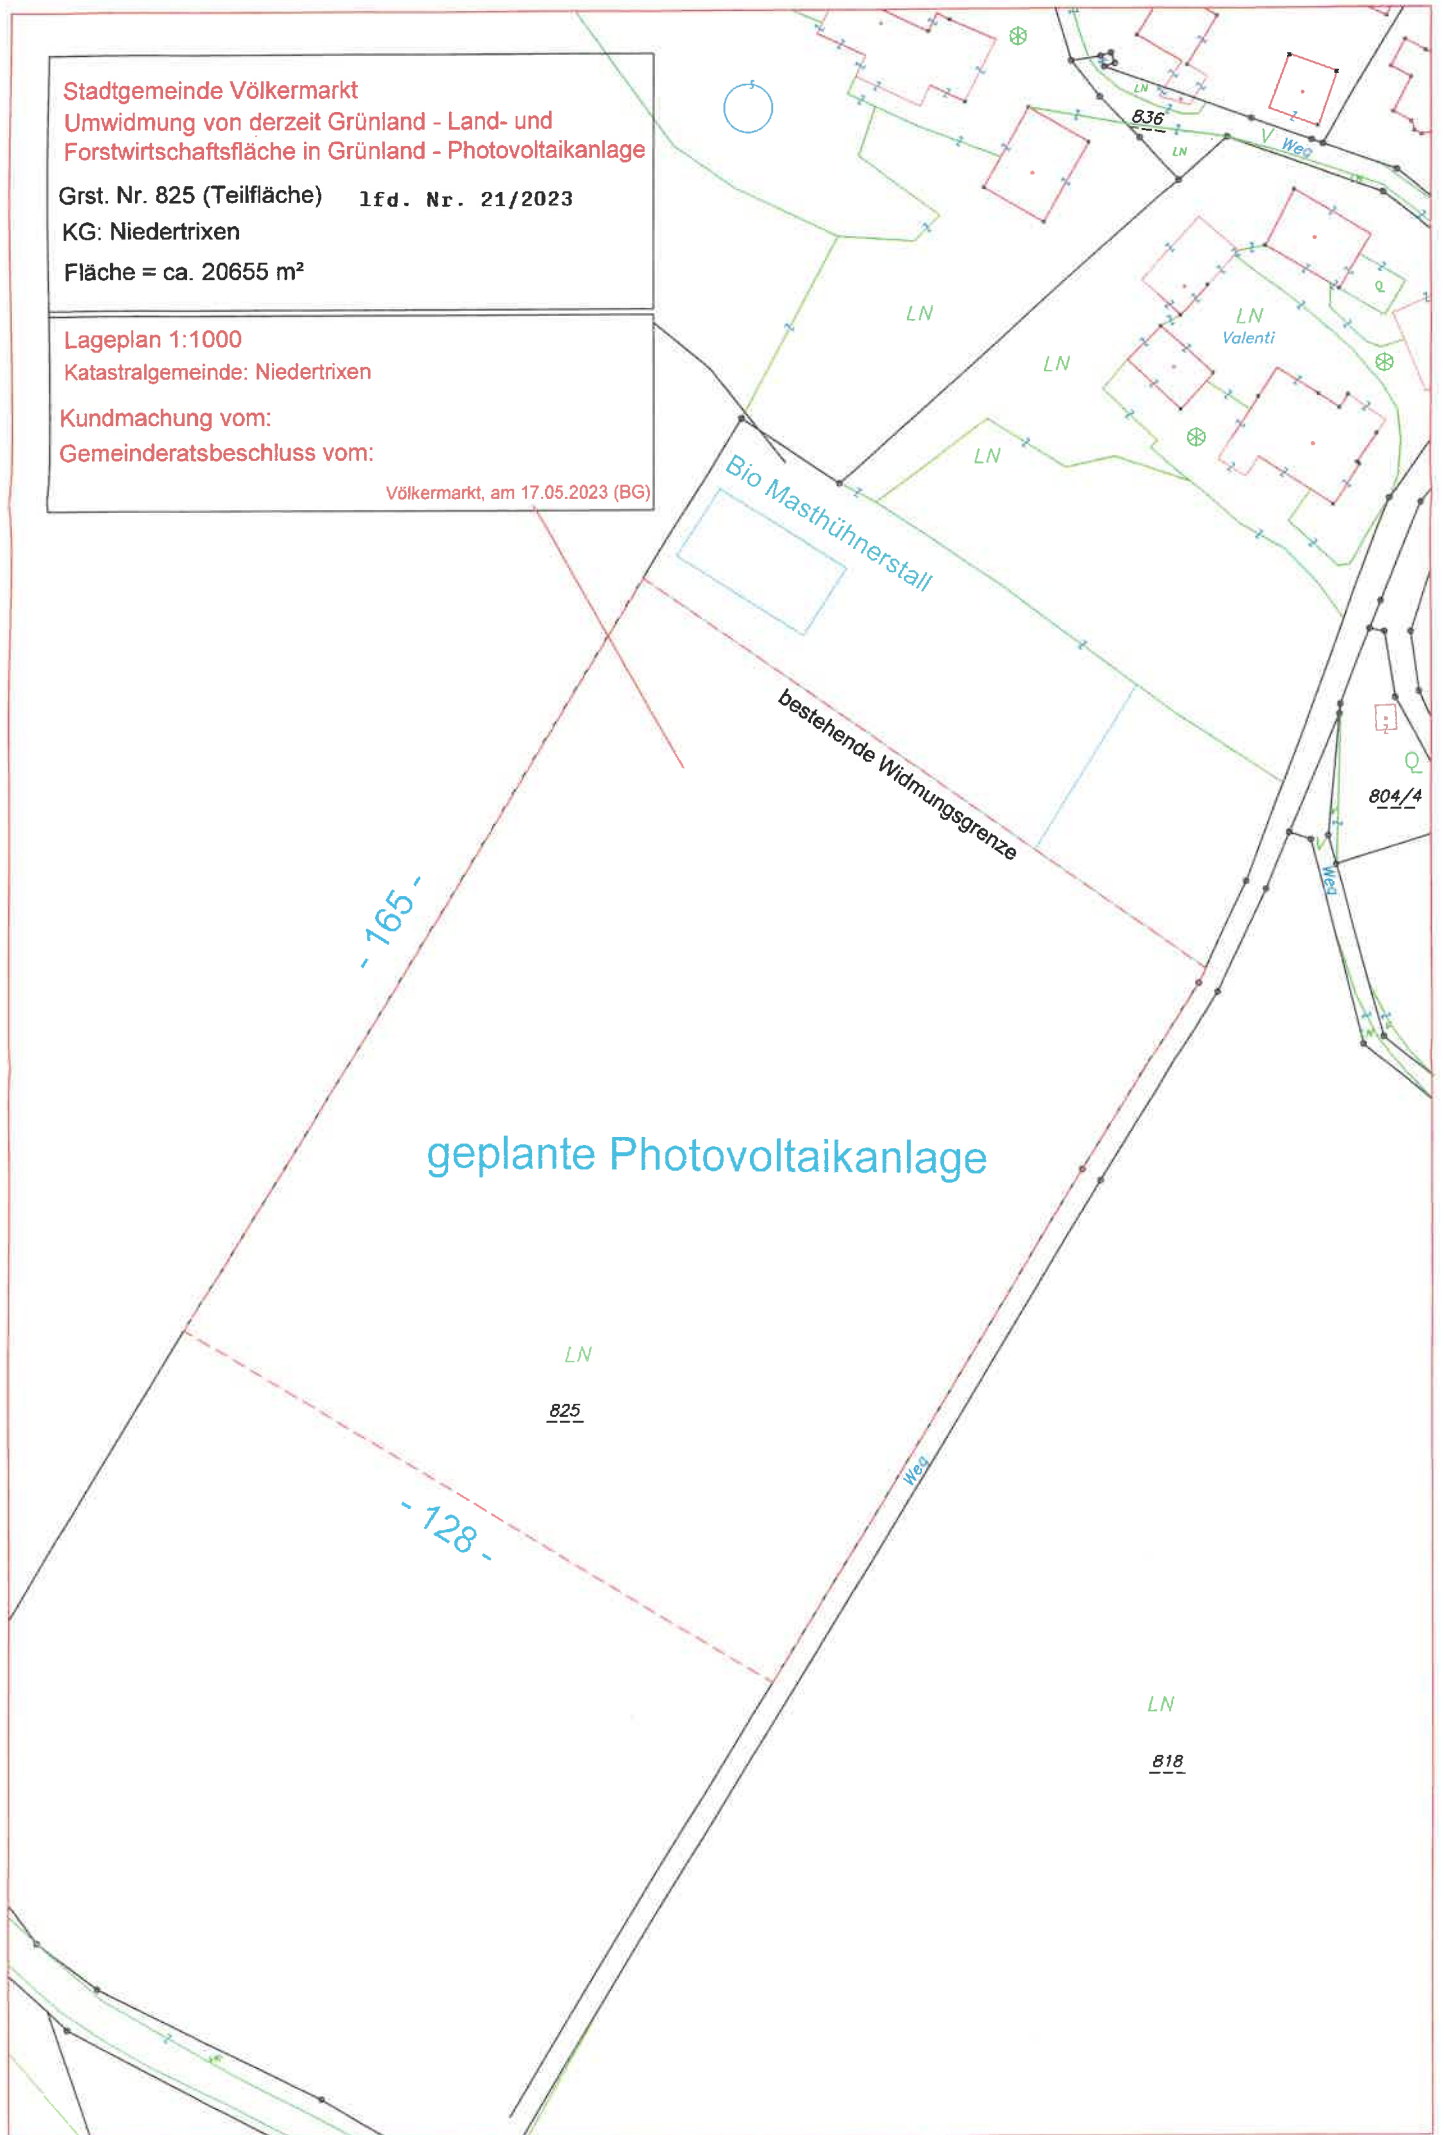 Stadtgemeinde Völkermarkt
Umwidmung von derzeit Grünland - Land- und
Forstwirtschaftsfläche in Grünland - Photovoltaikanlage
Grst. Nr. 825 (Teilfläche) lfd. Nr. 21/2023
KG: Niedertrixen
Fläche = ca. 20655 m²
Lageplan 1:1000
Katastralgemeinde: Niedertrixen
Kundmachung vom:
Gemeinderatsbeschluss vom:
Völkermarkt, am 17.05.2023 (BG)
LN
836
LN
V Weg
LN
LN
LN
LN
Valenti
Q
LN
Bio Masthühnerstall
bestehende Widmungsgrenze
Q
804/4
V
Weg
- 165 -
geplante Photovoltaikanlage
LN
825
- 128 -
Weg
LN
818